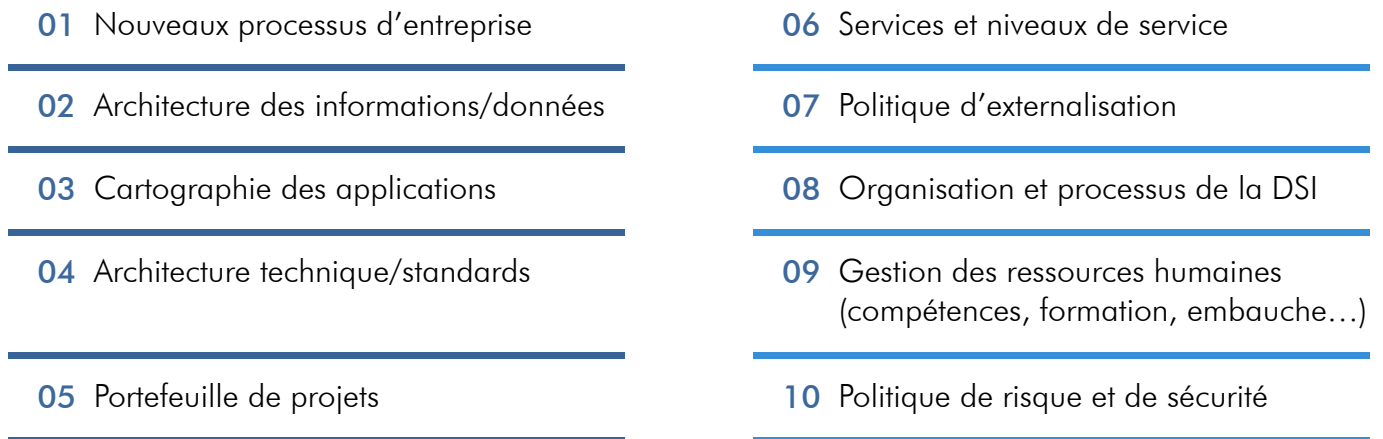 01 Nouveaux processus d’entreprise
02 Architecture des informations/données
03 Cartographie des applications
04 Architecture technique/standards
05 Portefeuille de projets
06 Services et niveaux de service
07 Politique d’externalisation
08 Organisation et processus de la DSI
09 Gestion des ressources humaines
(compétences, formation, embauche…)
10 Politique de risque et de sécurité